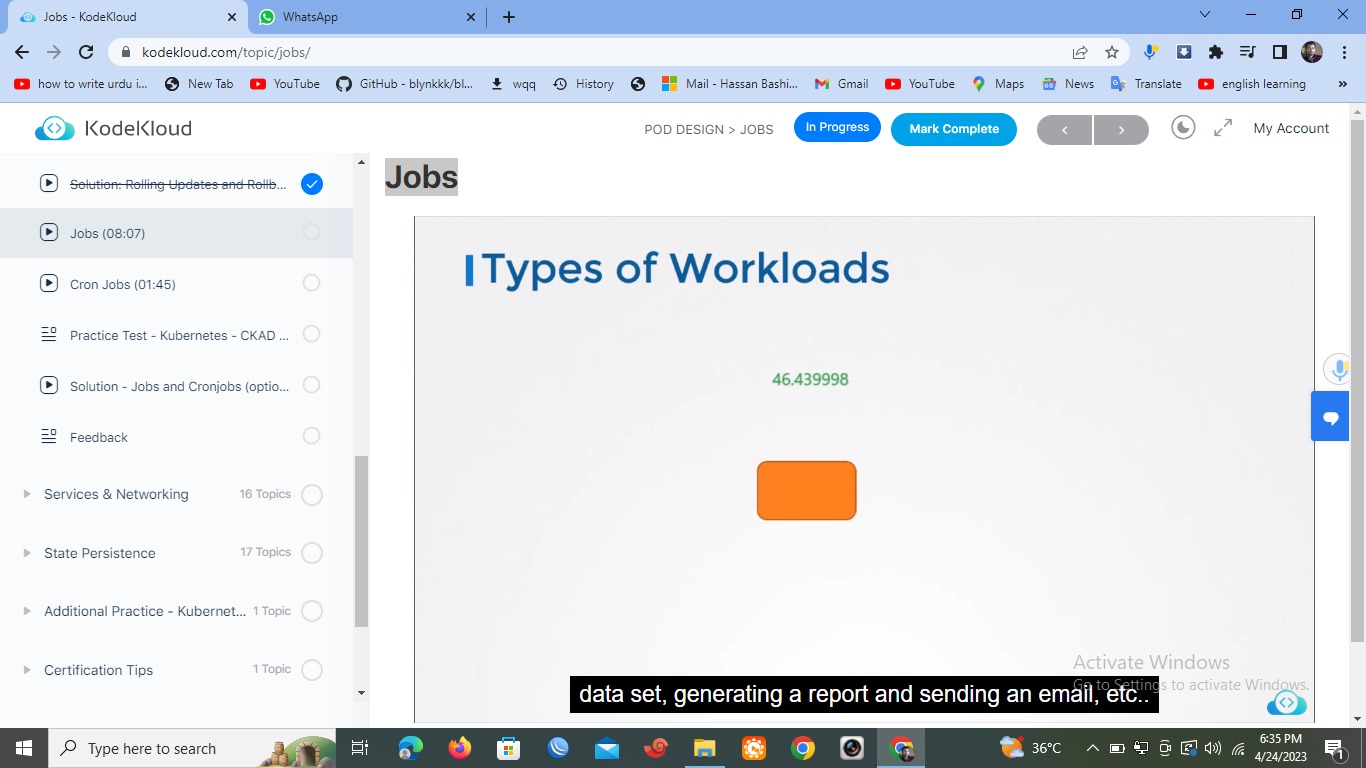 Jobs - KodeKloud
WhatsApp
kodekloud.com/topic/jobs/
how to write urdu i...
New Tab
YouTube
GitHub - blynkkk/bl...
wqq
History
Mail - Hassan Bashi...
Gmail
YouTube
Maps
News
Translate
english learning
»
KodeKloud
POD DESIGN > JOBS
In Progress
Mark Complete
My Account
Solution: Rolling Updates and Rollb...
Jobs (08:07)
Cron Jobs (01:45)
Practice Test - Kubernetes - CKAD ...
Solution - Jobs and Cronjobs (optio...
Feedback
Services & Networking 16 Topics
State Persistence 17 Topics
Additional Practice - Kubernet... 1 Topic
Certification Tips 1 Topic
Jobs
Types of Workloads
46.439998
data set, generating a report and sending an email, etc..
Activate Windows
Go to Settings to activate Windows.
Type here to search
36°C
6:35 PM
4/24/2023
1